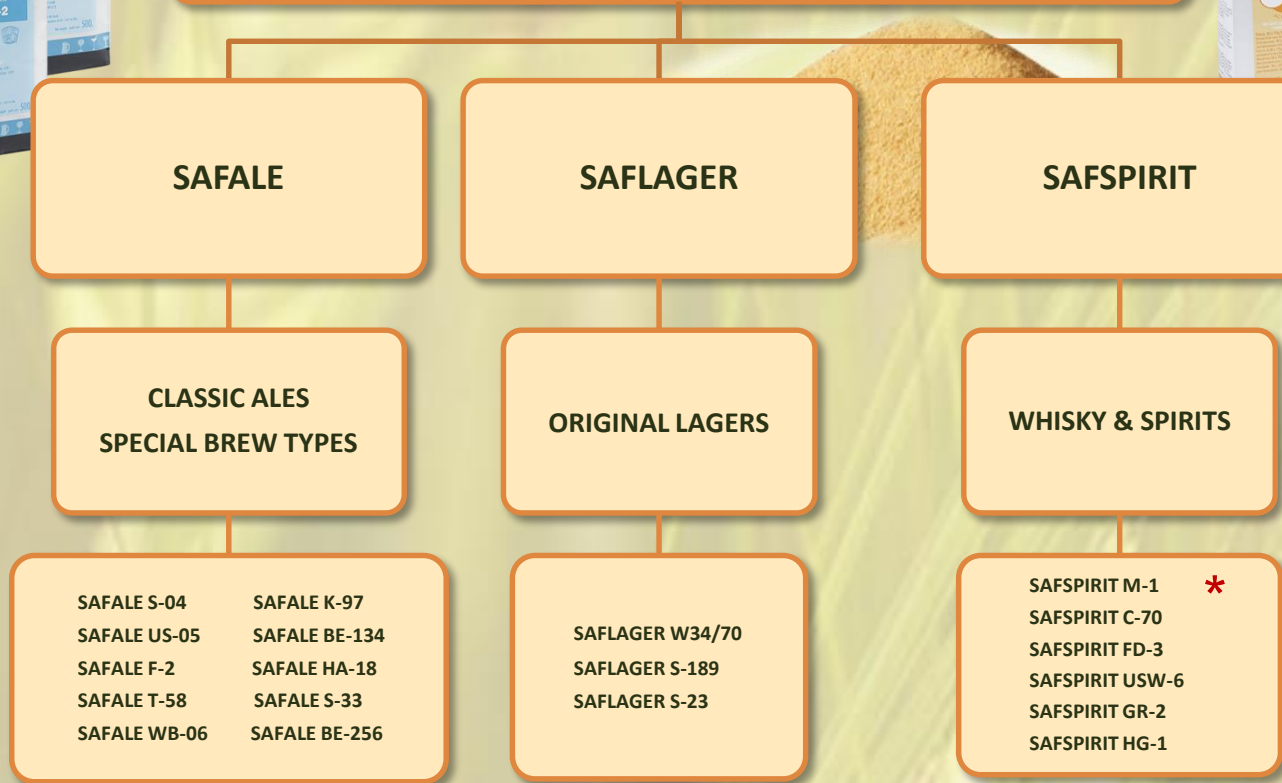 SAFALE
SAFLAGER
SAFSPIRIT
CLASSIC ALES
SPECIAL BREW TYPES
ORIGINAL LAGERS
WHISKY & SPIRITS
SAFALE S-04 SAFALE K-97
SAFALE US-05 SAFALE BE-134
SAFALE F-2 SAFALE HA-18
SAFALE T-58 SAFALE S-33
SAFALE WB-06 SAFALE BE-256
SAFLAGER W34/70
SAFLAGER S-189
SAFLAGER S-23
SAFSPIRIT M-1 *
SAFSPIRIT C-70
SAFSPIRIT FD-3
SAFSPIRIT USW-6
SAFSPIRIT GR-2
SAFSPIRIT HG-1